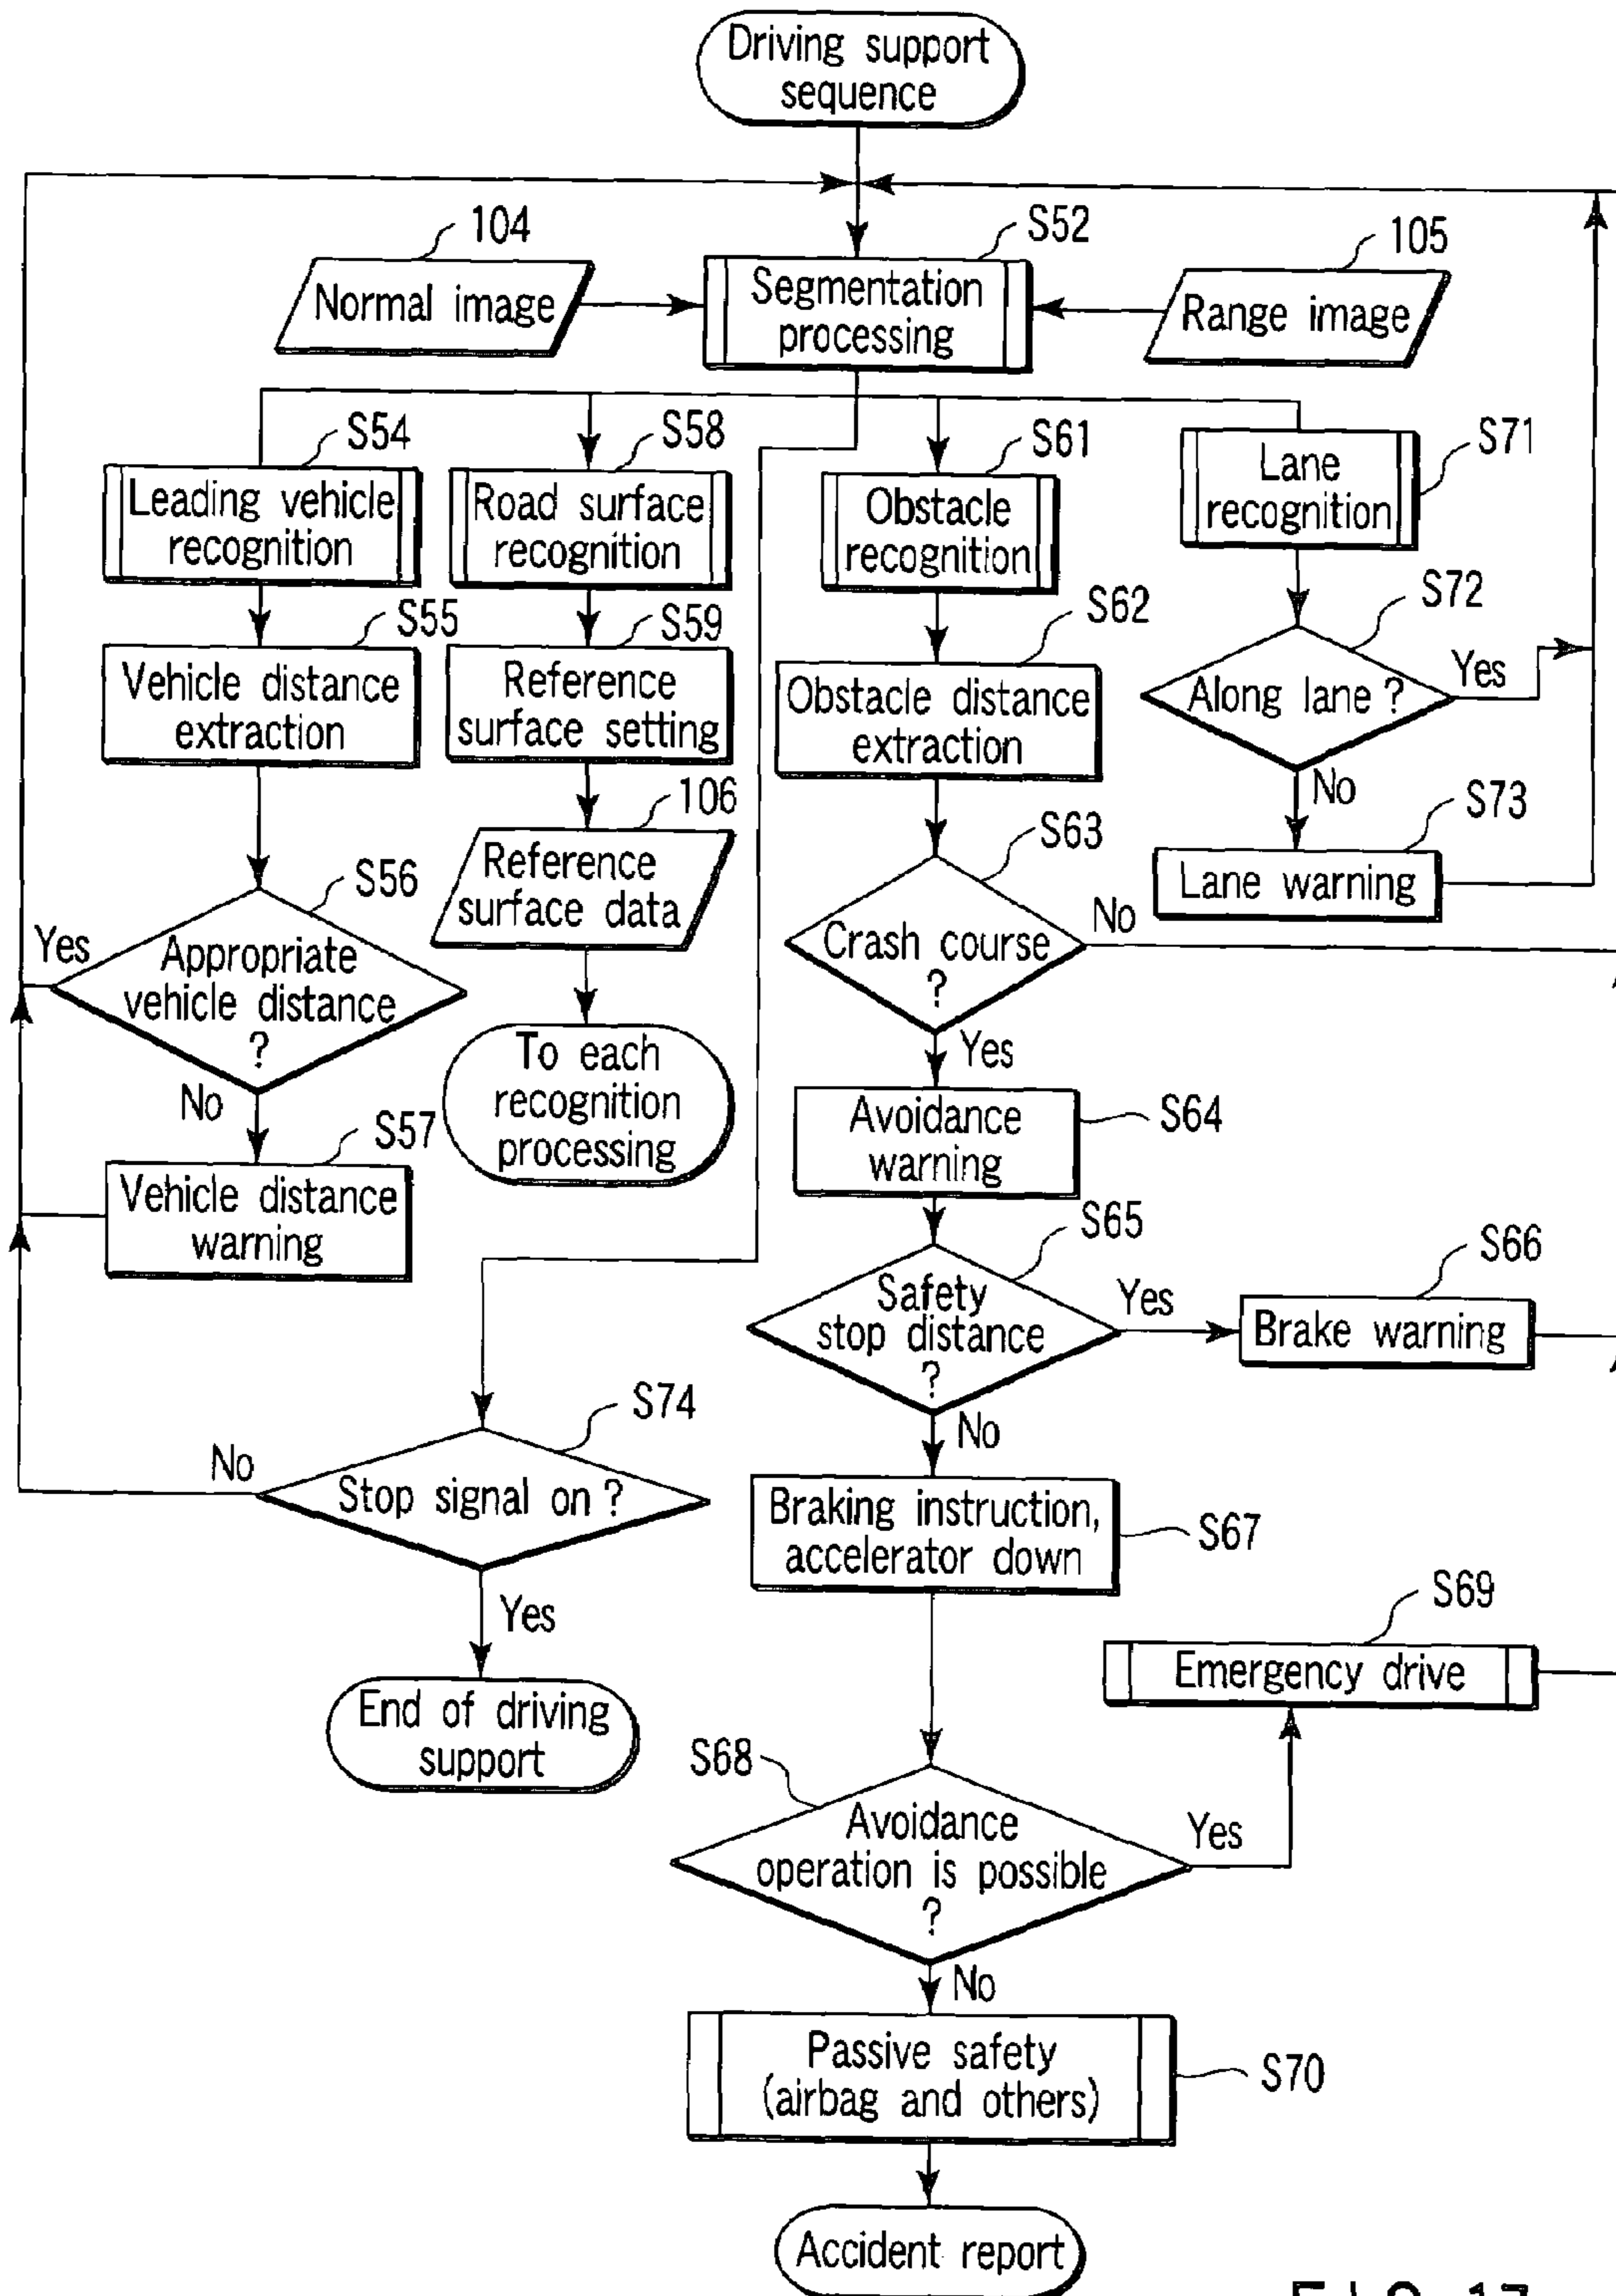 Driving support
sequence
104
S52
105
Normal image
Segmentation
processing
Range image
S54
S58
S61
S71
Leading vehicle
recognition
Road surface
recognition
Obstacle
recognition
Lane
recognition
S55
S59
S62
S72
Vehicle distance
extraction
Reference
surface setting
Obstacle distance
extraction
Along lane ?
Yes
No
106
S63
S73
S56
Reference
surface data
Lane warning
Yes
Appropriate
vehicle distance
?
Crash course
?
No
No
To each
recognition
processing
Yes
S57
Avoidance
warning
S64
Vehicle distance
warning
S65
S66
Safety
stop distance
?
Yes
Brake warning
S74
No
No
Stop signal on ?
Braking instruction,
accelerator down
S67
Yes
S69
Emergency drive
End of driving
support
S68
Avoidance
operation is possible
?
Yes
No
Passive safety
(airbag and others)
S70
Accident report